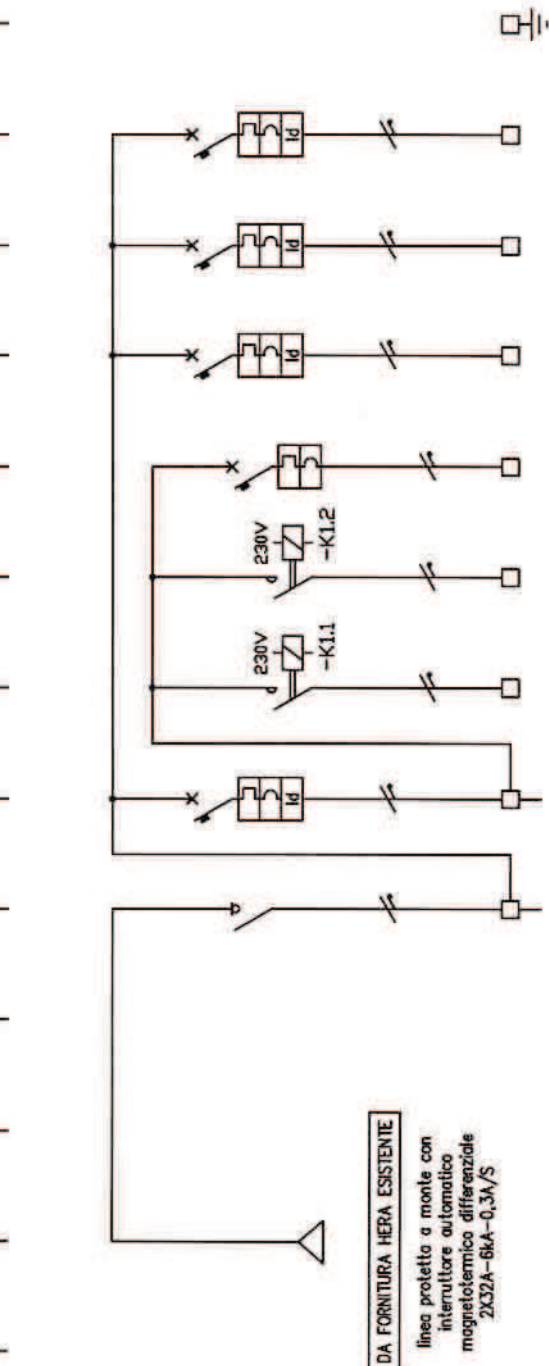 DA FORNITURA HERA ESISTENTE
linea protetta a monte con
interruttore automatico
magnetotermico differenziale
2X32A-6kA-0,3A/S
Id
230V
-K1.1
230V
-K1.2
Id
Id
Id